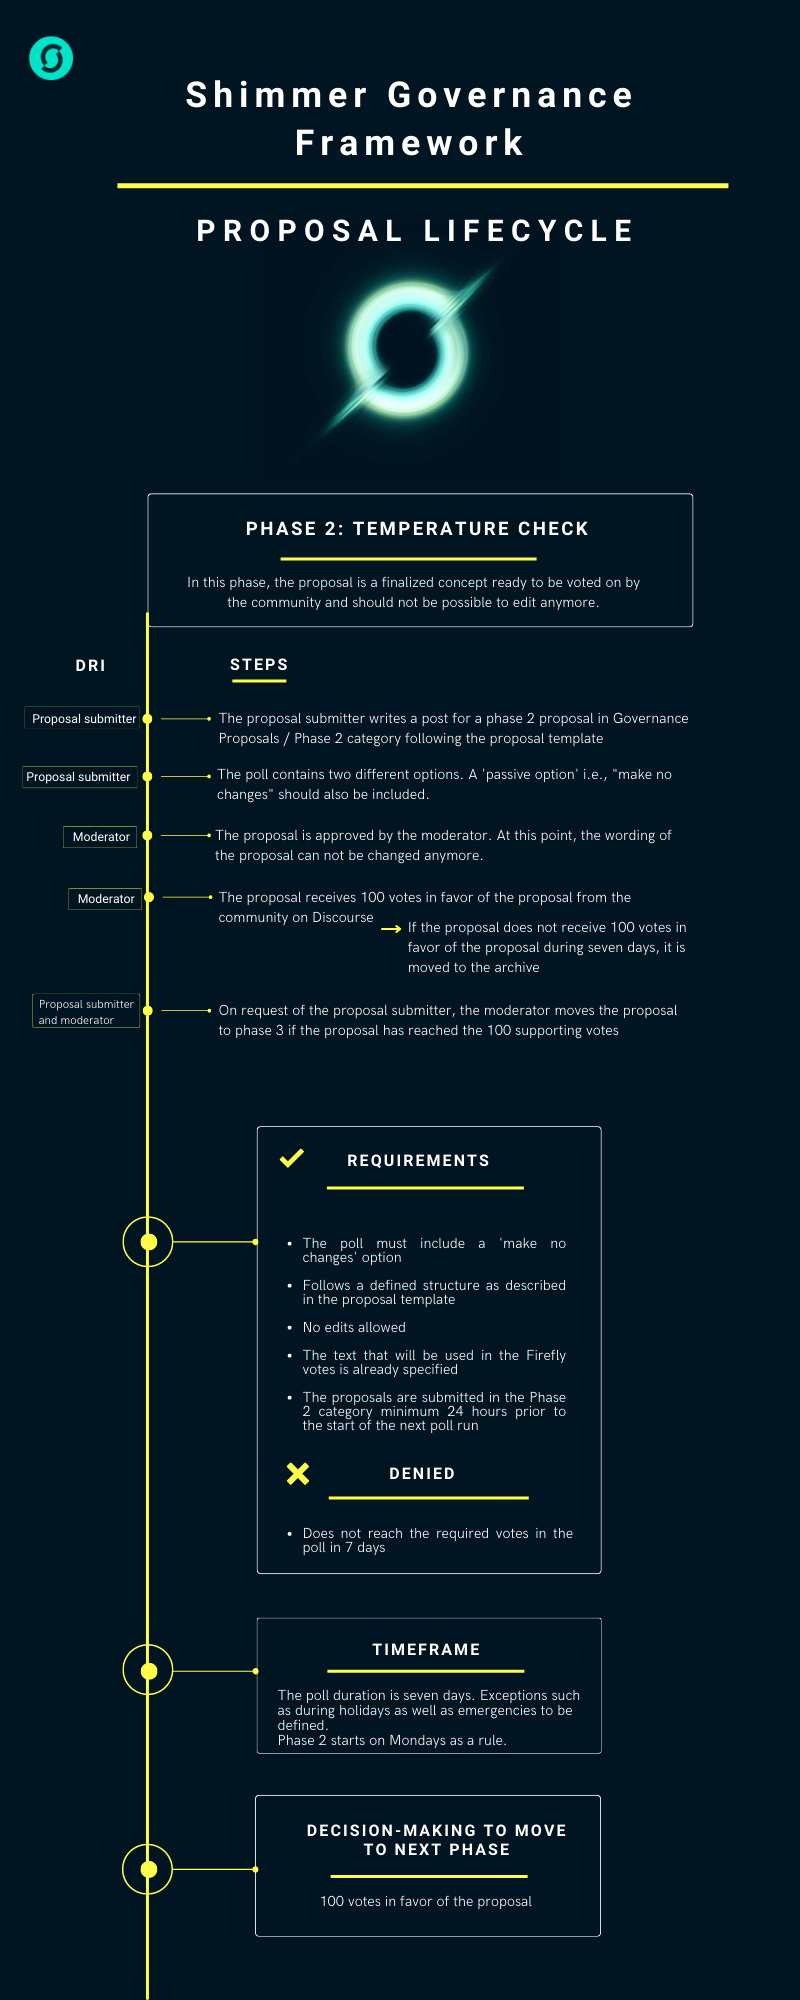 Shimmer Governance
Framework
PROPOSAL LIFECYCLE
PHASE 2: TEMPERATURE CHECK
In this phase, the proposal is a finalized concept ready to be voted on by
the community and should not be possible to edit anymore.
DRI
STEPS
Proposal submitter
The proposal submitter writes a post for a phase 2 proposal in Governance
Proposals / Phase 2 category following the proposal template
Proposal submitter
The poll contains two different options. A 'passive option' i.e., "make no
changes" should also be included.
Moderator
The proposal is approved by the moderator. At this point, the wording of
the proposal can not be changed anymore.
Moderator
The proposal receives 100 votes in favor of the proposal from the
community on Discourse
If the proposal does not receive 100 votes in
favor of the proposal during seven days, it is
moved to the archive
Proposal submitter
and moderator
On request of the proposal submitter, the moderator moves the proposal
to phase 3 if the proposal has reached the 100 supporting votes
REQUIREMENTS
• The poll must include a 'make no
changes' option
• Follows a defined structure as described
in the proposal template
• No edits allowed
• The text that will be used in the Firefly
votes is already specified
• The proposals are submitted in the Phase
2 category minimum 24 hours prior to
the start of the next poll run
DENIED
• Does not reach the required votes in the
poll in 7 days
TIMEFRAME
The poll duration is seven days. Exceptions such
as during holidays as well as emergencies to be
defined.
Phase 2 starts on Mondays as a rule.
DECISION-MAKING TO MOVE
TO NEXT PHASE
100 votes in favor of the proposal